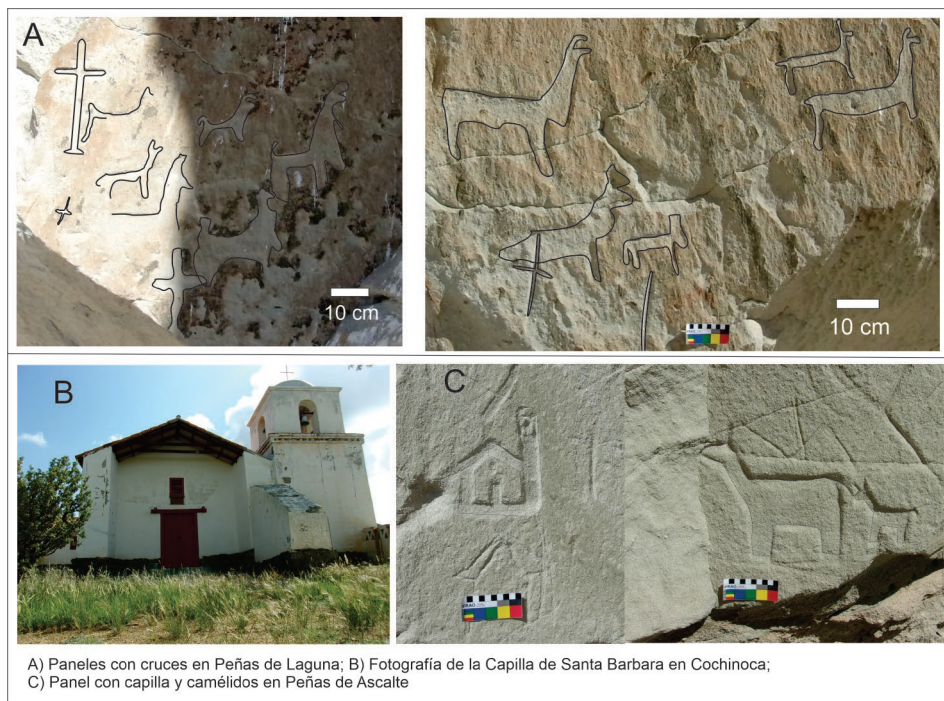 A
10 cm
10 cm
B
C
A) Paneles con cruces en Peñas de Laguna; B) Fotografía de la Capilla de Santa Barbara en Cochinoca;
C) Panel con capilla y camélidos en Peñas de Ascalte